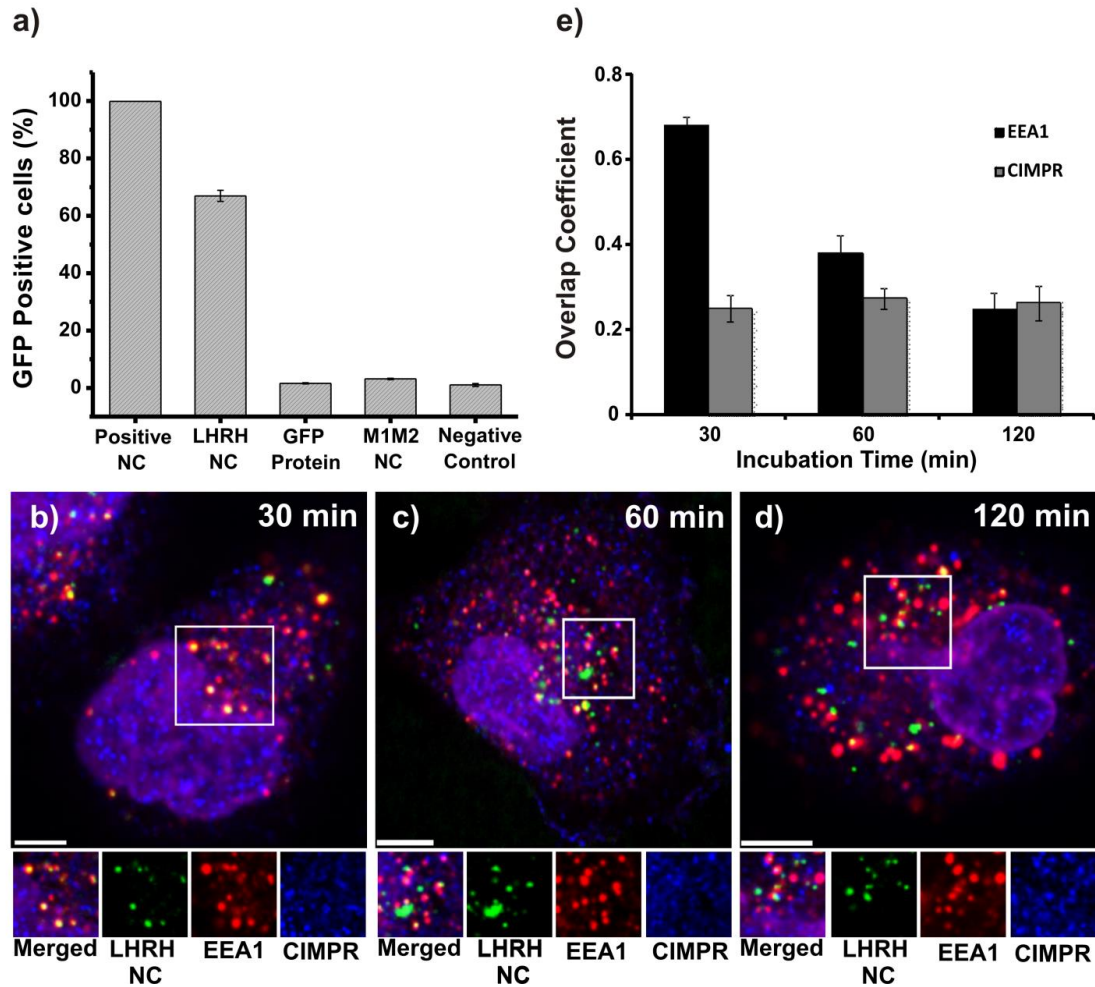 a)
GFP Positive cells (%)
100
80
60
40
20
0
Positive NC
LHRH NC
GFP Protein
M1M2 NC
Negative Control
e)
Overlap Coefficient
0.8
0.6
0.4
0.2
0
EEA1
CIMPR
30 60 120
Incubation Time (min)
b) 30 min
Merged LHRH NC EEA1 CIMPR
c) 60 min
Merged LHRH NC EEA1 CIMPR
d) 120 min
Merged LHRH NC EEA1 CIMPR